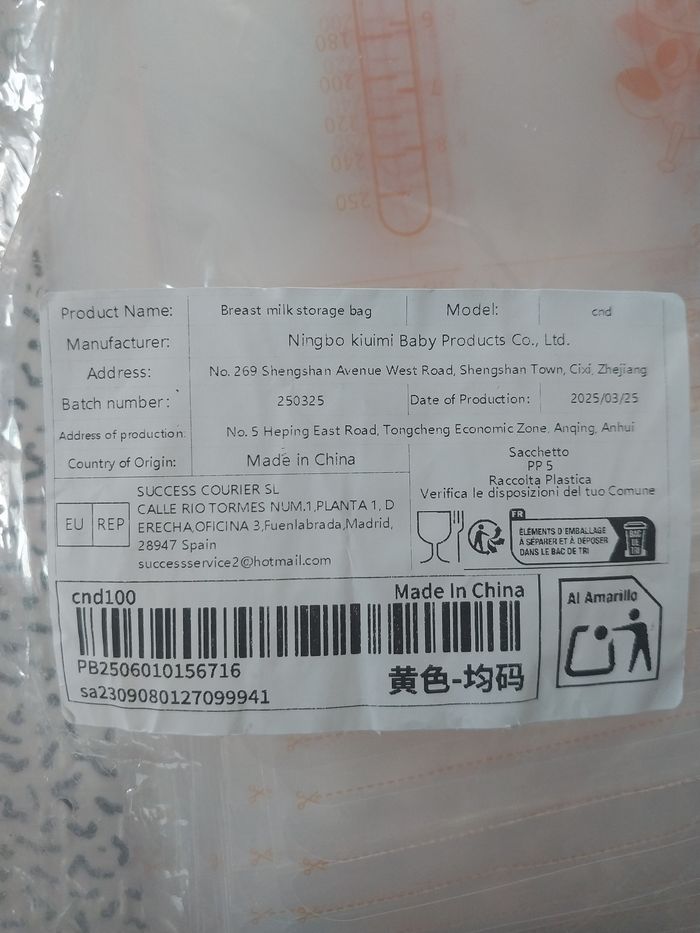 180
200
220
240
250
6
7
8
Product Name: Breast milk storage bag Model: cnd
Manufacturer: Ningbo kiuimi Baby Products Co., Ltd.
Address: No. 269 Shengshan Avenue West Road, Shengshan Town, Cixi, Zhejiang
Batch number: 250325 Date of Production: 2025/03/25
Address of production: No. 5 Heping East Road, Tongcheng Economic Zone, Anqing, Anhui
Country of Origin: Made in China
Sacchetto
PP 5
Raccolta Plastica
Verifica le disposizioni del tuo Comune
EU REP
SUCCESS COURIER SL
CALLE RIO TORMES NUM.1,PLANTA 1, D
ERECHA,OFICINA 3,Fuenlabrada,Madrid,
28947 Spain
successservice2@hotmail.com
FR
ÉLÉMENTS D'EMBALLAGE
À SÉPARER ET À DÉPOSER
DANS LE BAC DE TRI
BAC
DE
TRI
cnd100 Made In China
PB2506010156716
sa2309080127099941
黄色-均码
Al Amarillo